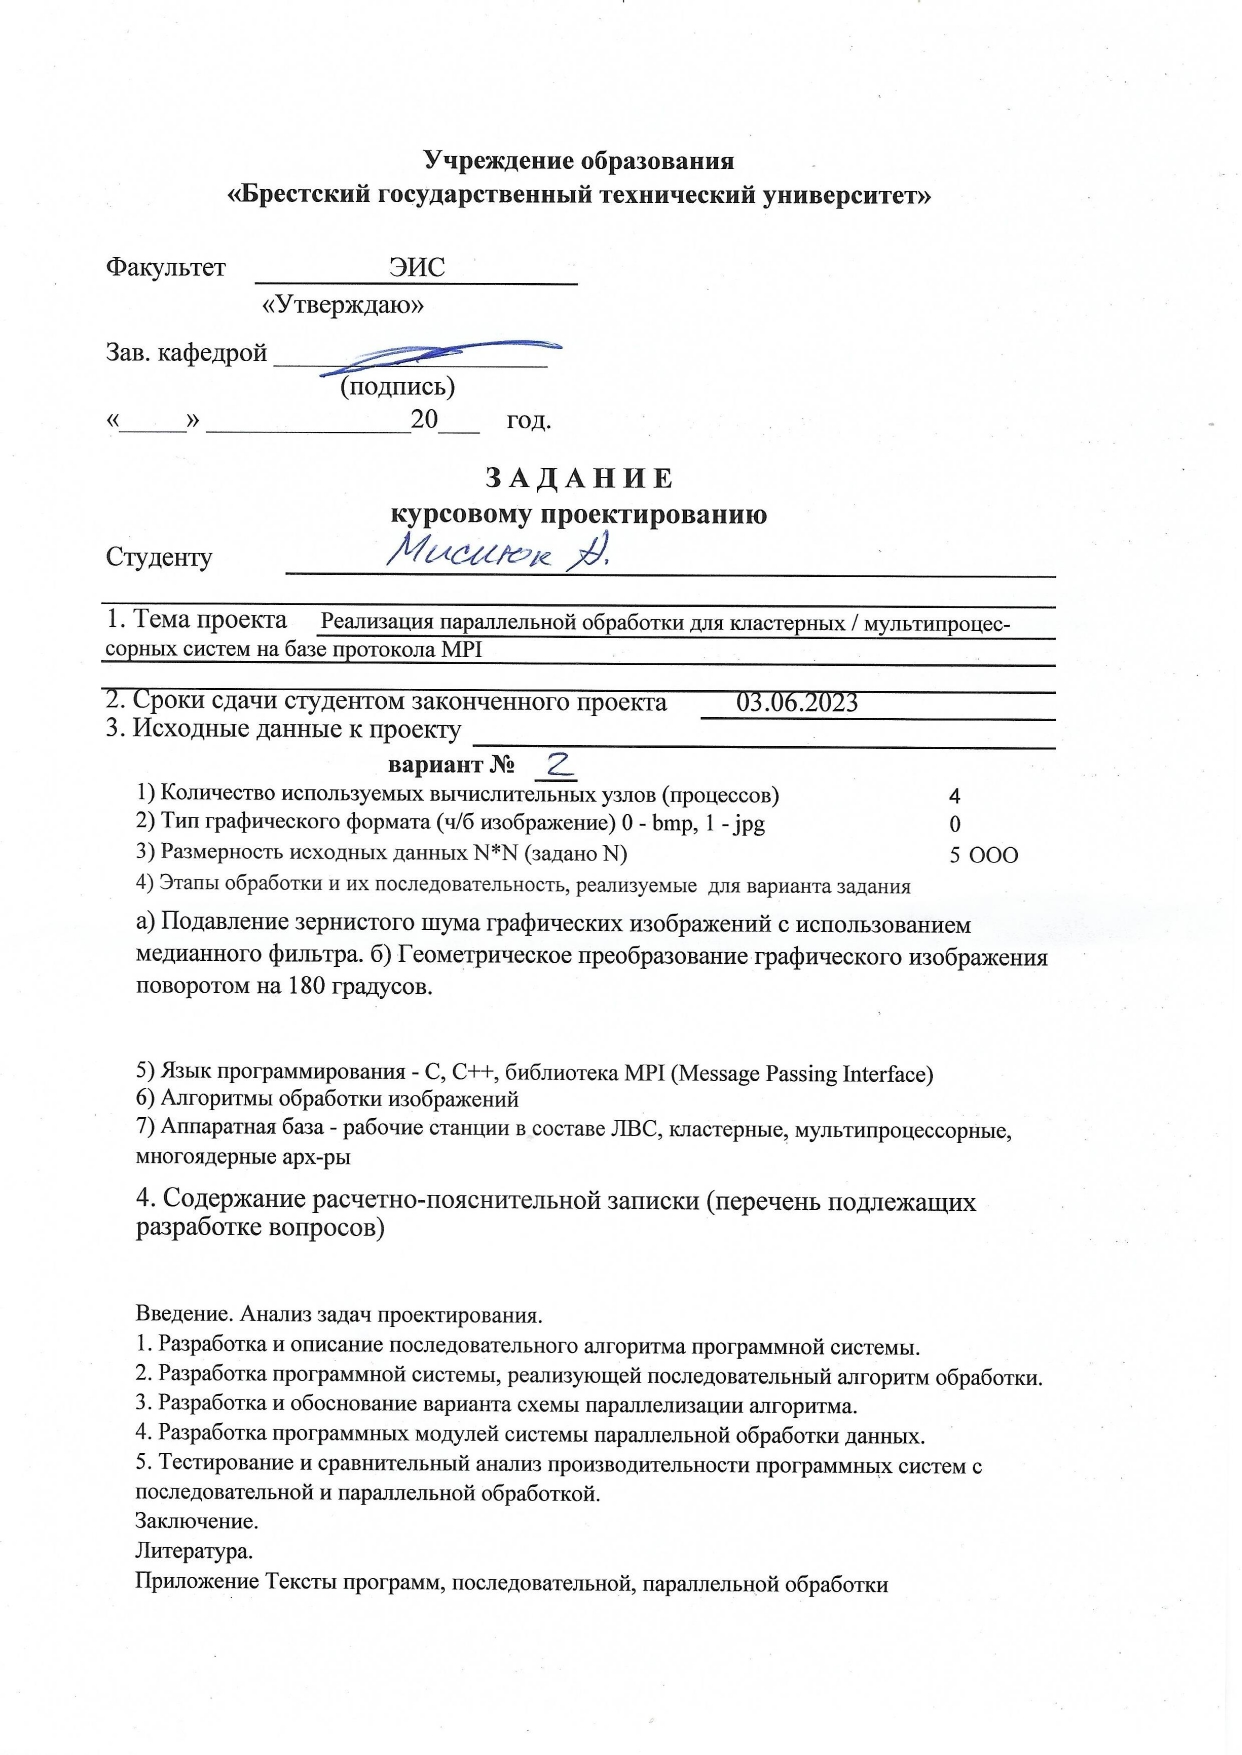 Учреждение образования
«Брестский государственный технический университет»
Факультет ЭИС
«Утверждаю»
Зав. кафедрой
(подпись)
«_____» _______________20___ год.
З А Д А Н И Е
курсовому проектированию
Студенту Мисиюк А.
1. Тема проекта Реализация параллельной обработки для кластерных / мультипроцес-
сорных систем на базе протокола MPI
2. Сроки сдачи студентом законченного проекта 03.06.2023
3. Исходные данные к проекту
вариант № 2
1) Количество используемых вычислительных узлов (процессов) 4
2) Тип графического формата (ч/б изображение) 0 - bmp, 1 - jpg 0
3) Размерность исходных данных N*N (задано N) 5 ООО
4) Этапы обработки и их последовательность, реализуемые для варианта задания
а) Подавление зернистого шума графических изображений с использованием
медианного фильтра. б) Геометрическое преобразование графического изображения
поворотом на 180 градусов.
5) Язык программирования - С, С++, библиотека MPI (Message Passing Interface)
6) Алгоритмы обработки изображений
7) Аппаратная база - рабочие станции в составе ЛВС, кластерные, мультипроцессорные,
многоядерные арх-ры
4. Содержание расчетно-пояснительной записки (перечень подлежащих
разработке вопросов)
Введение. Анализ задач проектирования.
1. Разработка и описание последовательного алгоритма программной системы.
2. Разработка программной системы, реализующей последовательный алгоритм обработки.
3. Разработка и обоснование варианта схемы параллелизации алгоритма.
4. Разработка программных модулей системы параллельной обработки данных.
5. Тестирование и сравнительный анализ производительности программных систем с
последовательной и параллельной обработкой.
Заключение.
Литература.
Приложение Тексты программ, последовательной, параллельной обработки